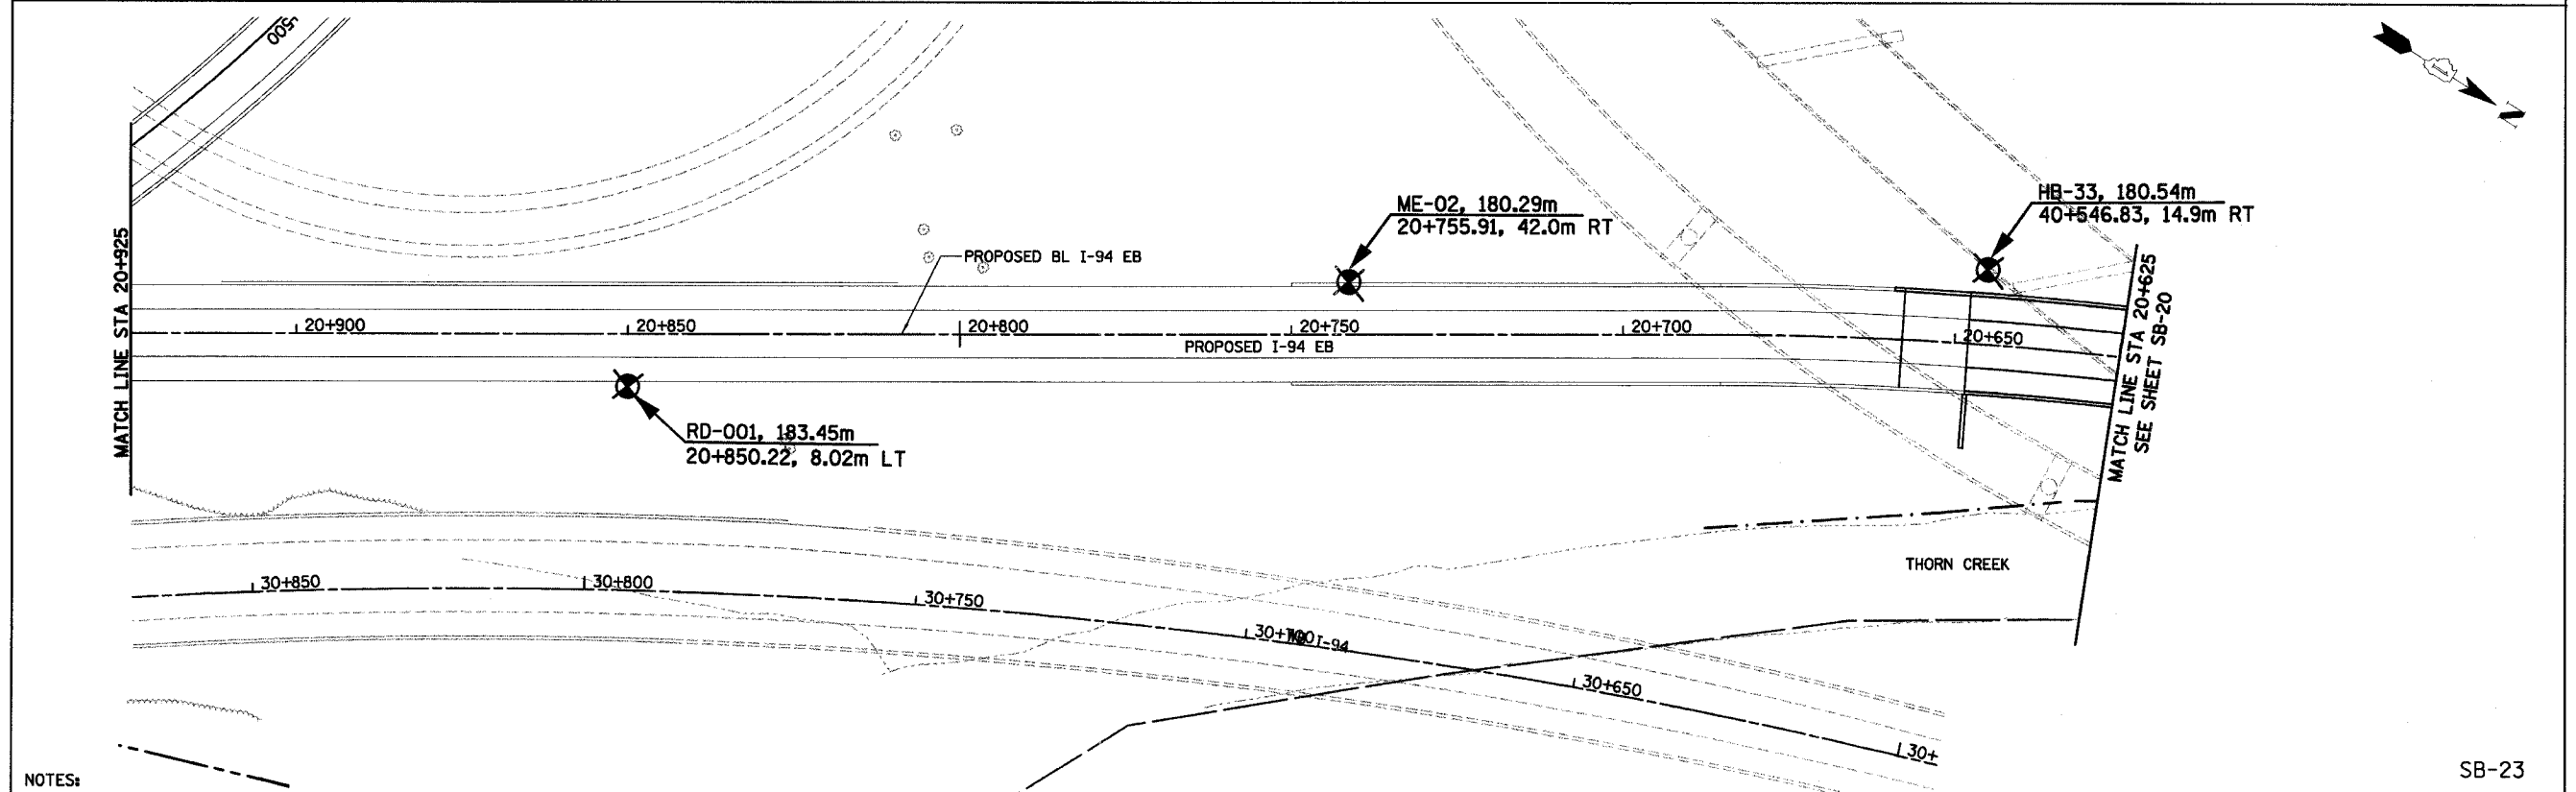 500
N
HB-33, 180.54m
40+546.83, 14.9m RT
ME-02, 180.29m
20+755.91, 42.0m RT
PROPOSED BL I-94 EB
MATCH LINE STA 20+925
20+900
20+850
20+800
20+750
20+700
20+650
PROPOSED I-94 EB
MATCH LINE STA 20+625
SEE SHEET SB-20
RD-001, 183.45m
20+850.22, 8.02m LT
THORN CREEK
30+850
30+800
30+750
30+700
I-94
30+650
30+
NOTES:
SB-23